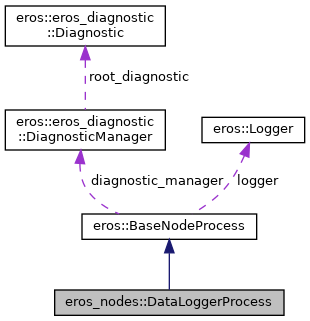 eros::eros_diagnostic
::Diagnostic
root_diagnostic
eros::eros_diagnostic
::DiagnosticManager
eros::Logger
diagnostic_manager
logger
eros::BaseNodeProcess
eros_nodes::DataLoggerProcess